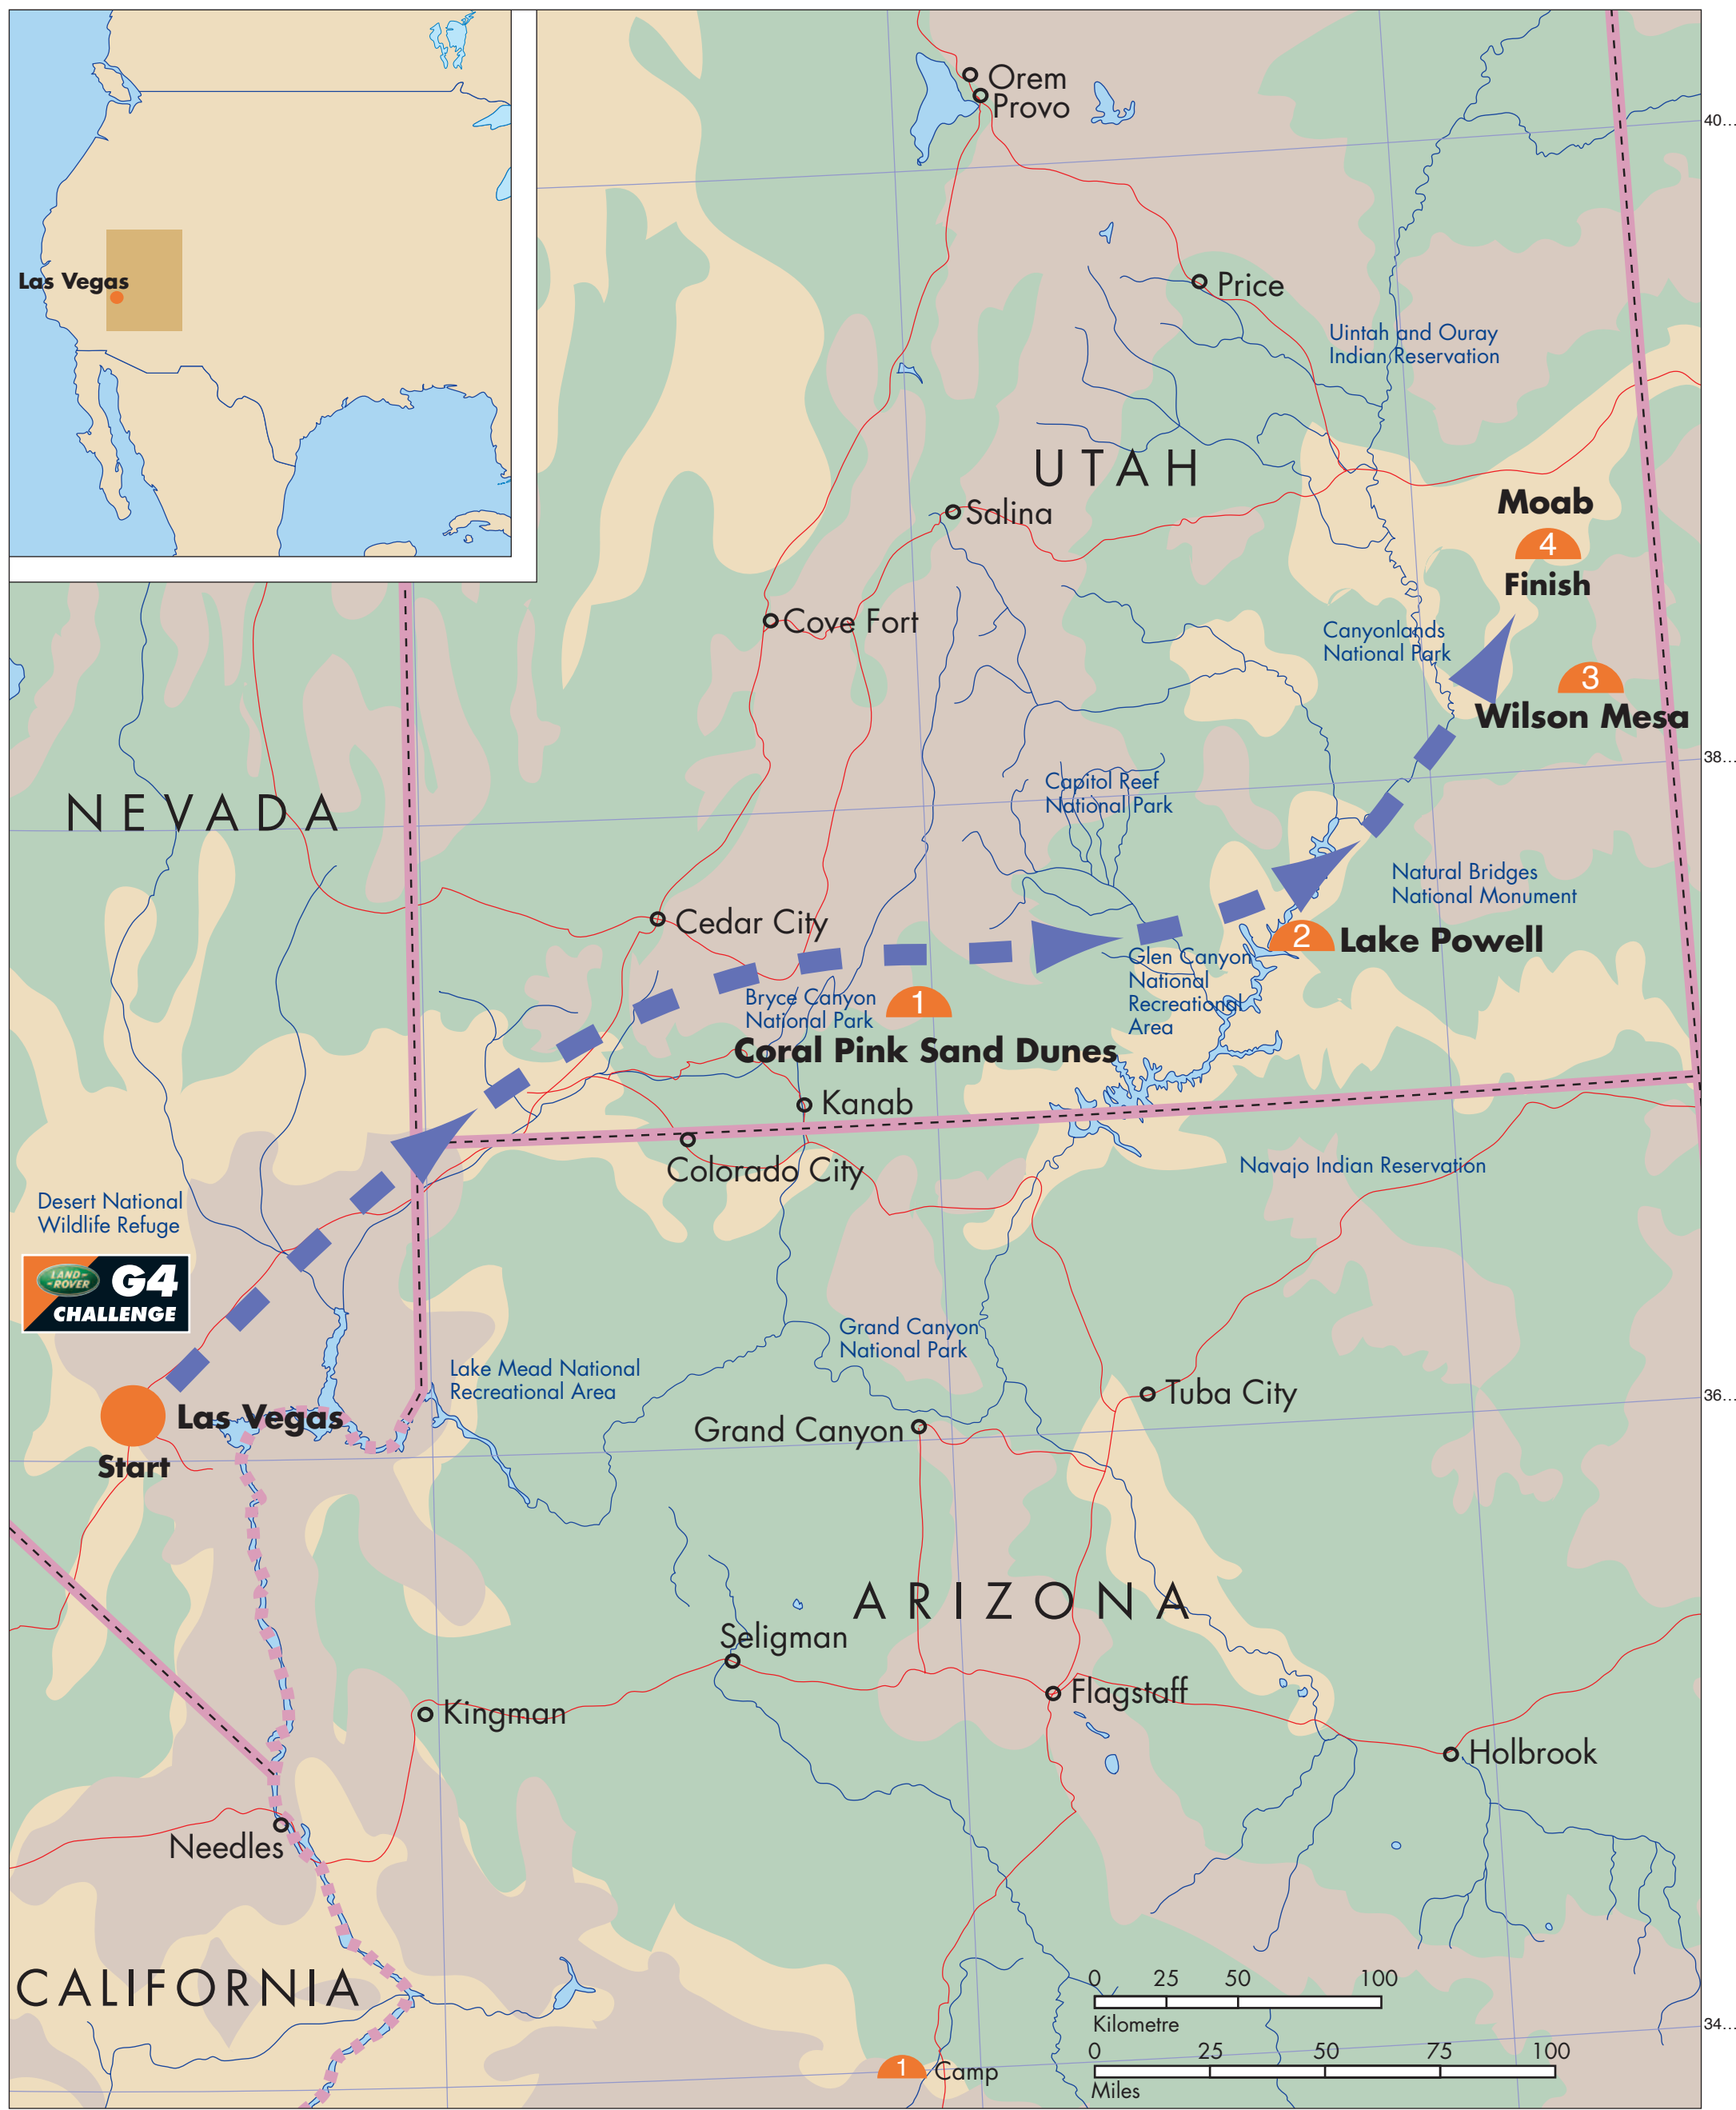 Las Vegas
Orem
Provo
40...
Price
Uintah and Ouray
Indian Reservation
UTAH
Salina
Moab
4
Finish
Cove Fort
Canyonlands
National Park
3
Wilson Mesa
38...
NEVADA
Capitol Reef
National Park
Natural Bridges
National Monument
Cedar City
2
Lake Powell
Glen Canyon
National
Recreational
Area
Bryce Canyon
National Park
1
Coral Pink Sand Dunes
Kanab
Colorado City
Navajo Indian Reservation
Desert National
Wildlife Refuge
LAND-
-ROVER
G4
CHALLENGE
Grand Canyon
National Park
Lake Mead National
Recreational Area
Tuba City
36...
Las Vegas
Start
Grand Canyon
ARIZONA
Seligman
Flagstaff
Kingman
Holbrook
Needles
CALIFORNIA
0 25 50 100
Kilometre
34...
0 25 50 75 100
Miles
1 Camp